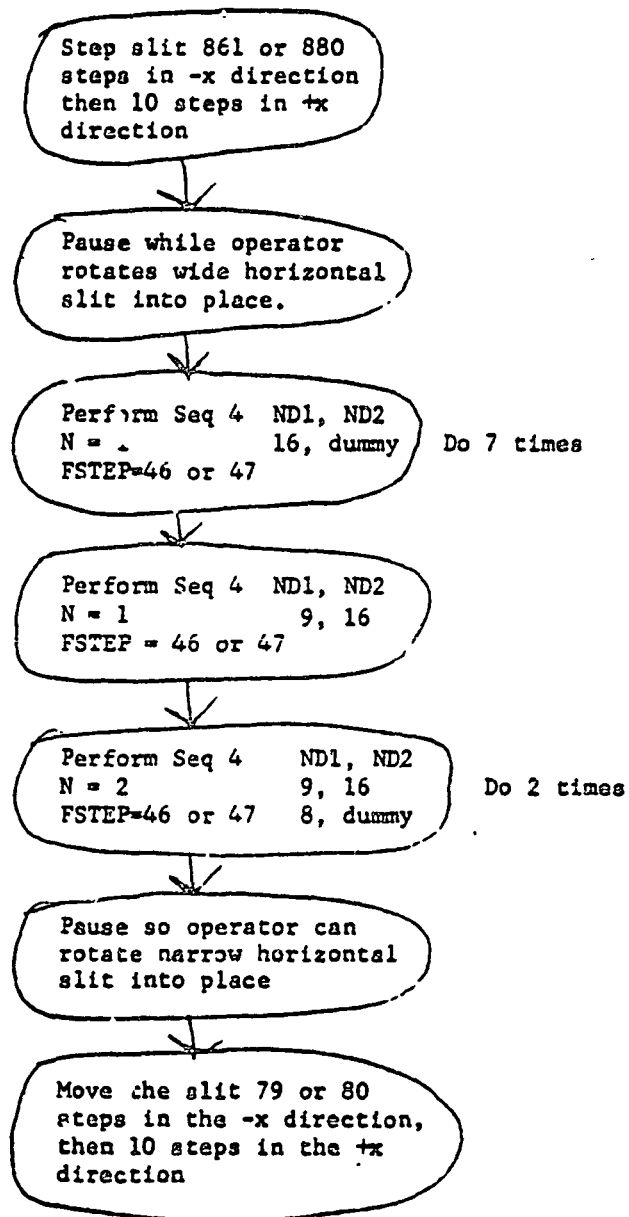 Step slit 861 or 880
steps in -x direction
then 10 steps in +x
direction
Pause while operator
rotates wide horizontal
slit into place.
Perform Seq 4 ND1, ND2
N = 16, dummy
FSTEP=46 or 47
Do 7 times
Perform Seq 4 ND1, ND2
N = 1 9, 16
FSTEP = 46 or 47
Perform Seq 4 ND1, ND2
N = 2 9, 16
FSTEP=46 or 47 8, dummy
Do 2 times
Pause so operator can
rotate narrow horizontal
slit into place
Move the slit 79 or 80
steps in the -x direction,
then 10 steps in the +x
direction